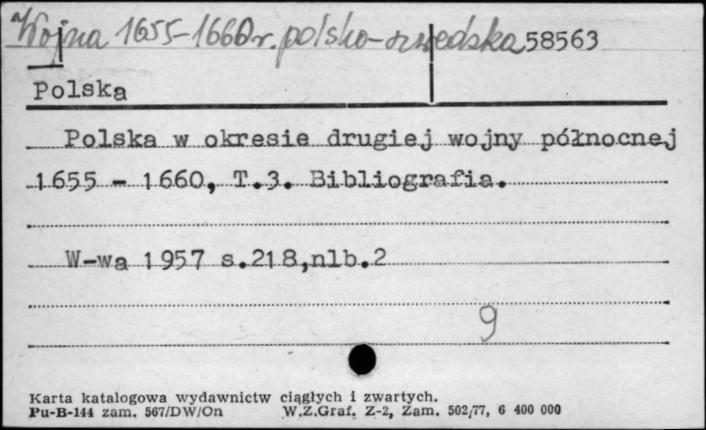 Wojna 1655-1660 r. polsko-szwedzka 58563
Polska
Polska w okresie drugiej wojny północnej
1655 - 1660, T.3. Bibliografia.
W-wa 1957 s.218,nlb.2
9
Karta katalogowa wydawnictw ciągłych i zwartych.
Pu-B-144 zam. 567/DW/On W.Z.Graf. Z-2, Zam. 502/77, 6 400 000